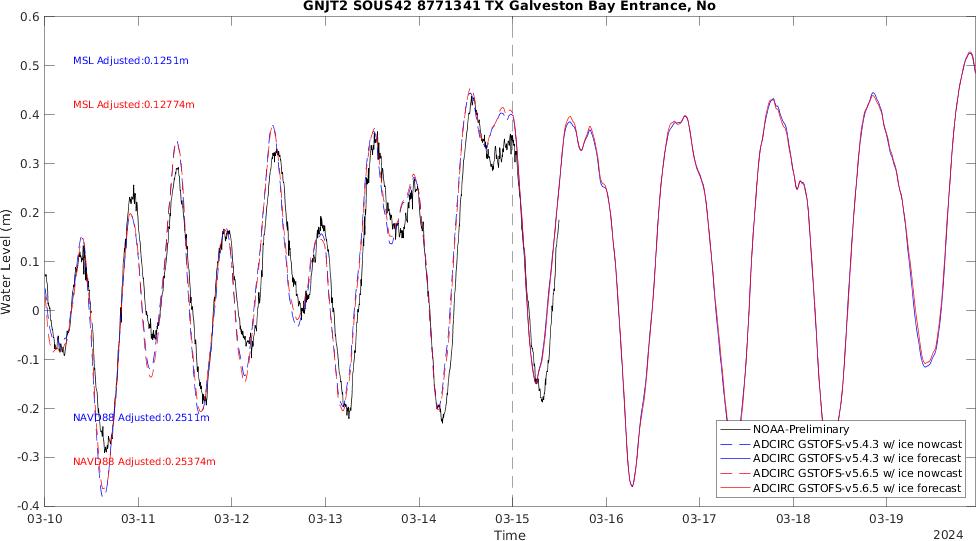 GNJT2 SOUS42 8771341 TX Galveston Bay Entrance, No
0.6
0.5
0.4
0.3
0.2
0.1
0
-0.1
-0.2
-0.3
-0.4
Water Level (m)
MSL Adjusted:0.1251m
MSL Adjusted:0.12774m
NAVD88 Adjusted:0.2511m
NAVD88 Adjusted:0.25374m
NOAA-Preliminary
ADCIRC GSTOFS-v5.4.3 w/ ice nowcast
ADCIRC GSTOFS-v5.4.3 w/ ice forecast
ADCIRC GSTOFS-v5.6.5 w/ ice nowcast
ADCIRC GSTOFS-v5.6.5 w/ ice forecast
03-10 03-11 03-12 03-13 03-14 03-15 03-16 03-17 03-18 03-19
Time
2024